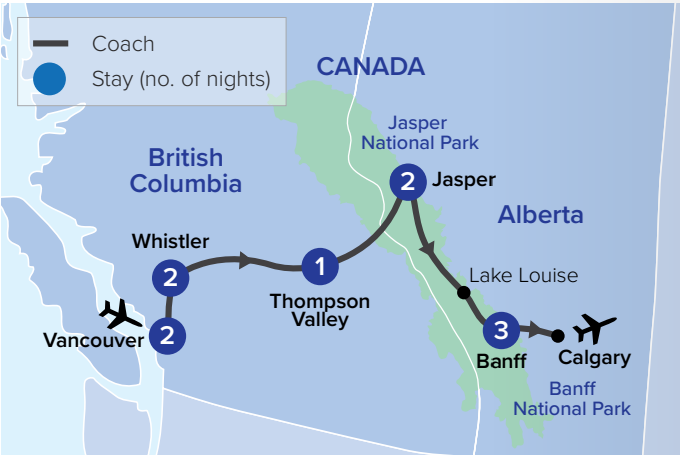 Coach
Stay (no. of nights)
CANADA
Jasper
National Park
British
Columbia
2
Jasper
Alberta
Whistler
2
1
Thompson
Valley
Lake Louise
Vancouver
2
3
Banff
Calgary
Banff
National Park